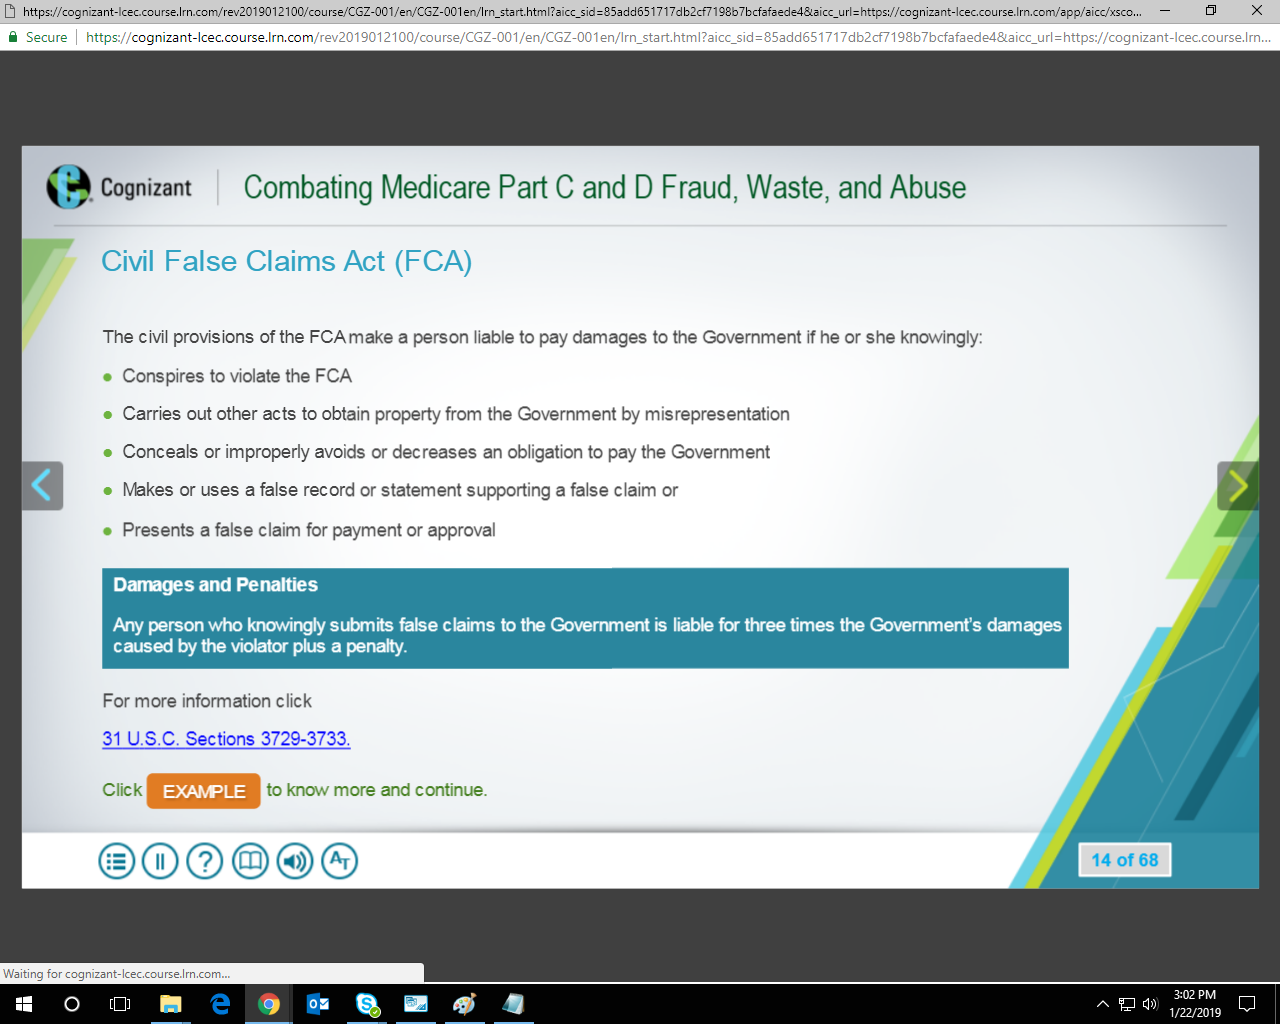 https://cognizant-lcec.course.lrn.com/rev2019012100/course/CGZ-001/en/CGZ-001en/lrn_start.html?aicc_sid=85add651717db2cf7198b7bcfafaede4&aicc_url=https://cognizant-lcec.course.lrn.com/app/aicc/xsco...
Secure
https://cognizant-lcec.course.lrn.com/rev2019012100/course/CGZ-001/en/CGZ-001en/lrn_start.html?aicc_sid=85add651717db2cf7198b7bcfafaede4&aicc_url=https://cognizant-lcec.course.lrn...
Cognizant
Combating Medicare Part C and D Fraud, Waste, and Abuse
Civil False Claims Act (FCA)
The civil provisions of the FCA make a person liable to pay damages to the Government if he or she knowingly:
• Conspires to violate the FCA
• Carries out other acts to obtain property from the Government by misrepresentation
• Conceals or improperly avoids or decreases an obligation to pay the Government
• Makes or uses a false record or statement supporting a false claim or
• Presents a false claim for payment or approval
Damages and Penalties
Any person who knowingly submits false claims to the Government is liable for three times the Government's damages
caused by the violator plus a penalty.
For more information click
31 U.S.C. Sections 3729-3733.
Click EXAMPLE to know more and continue.
14 of 68
Waiting for cognizant-lcec.course.lrn.com...
3:02 PM
1/22/2019